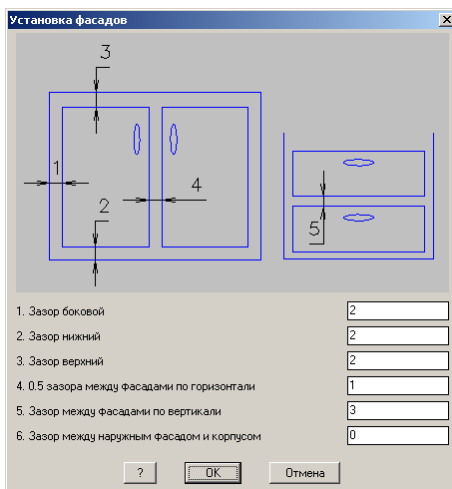 Установка фасадов
3
1
4
2
5
1. Зазор боковой 2
2. Зазор нижний 2
3. Зазор верхний 2
4. 0.5 зазора между фасадами по горизонтали 1
5. Зазор между фасадами по вертикали 3
6. Зазор между наружным фасадом и корпусом 0
? OK Отмена